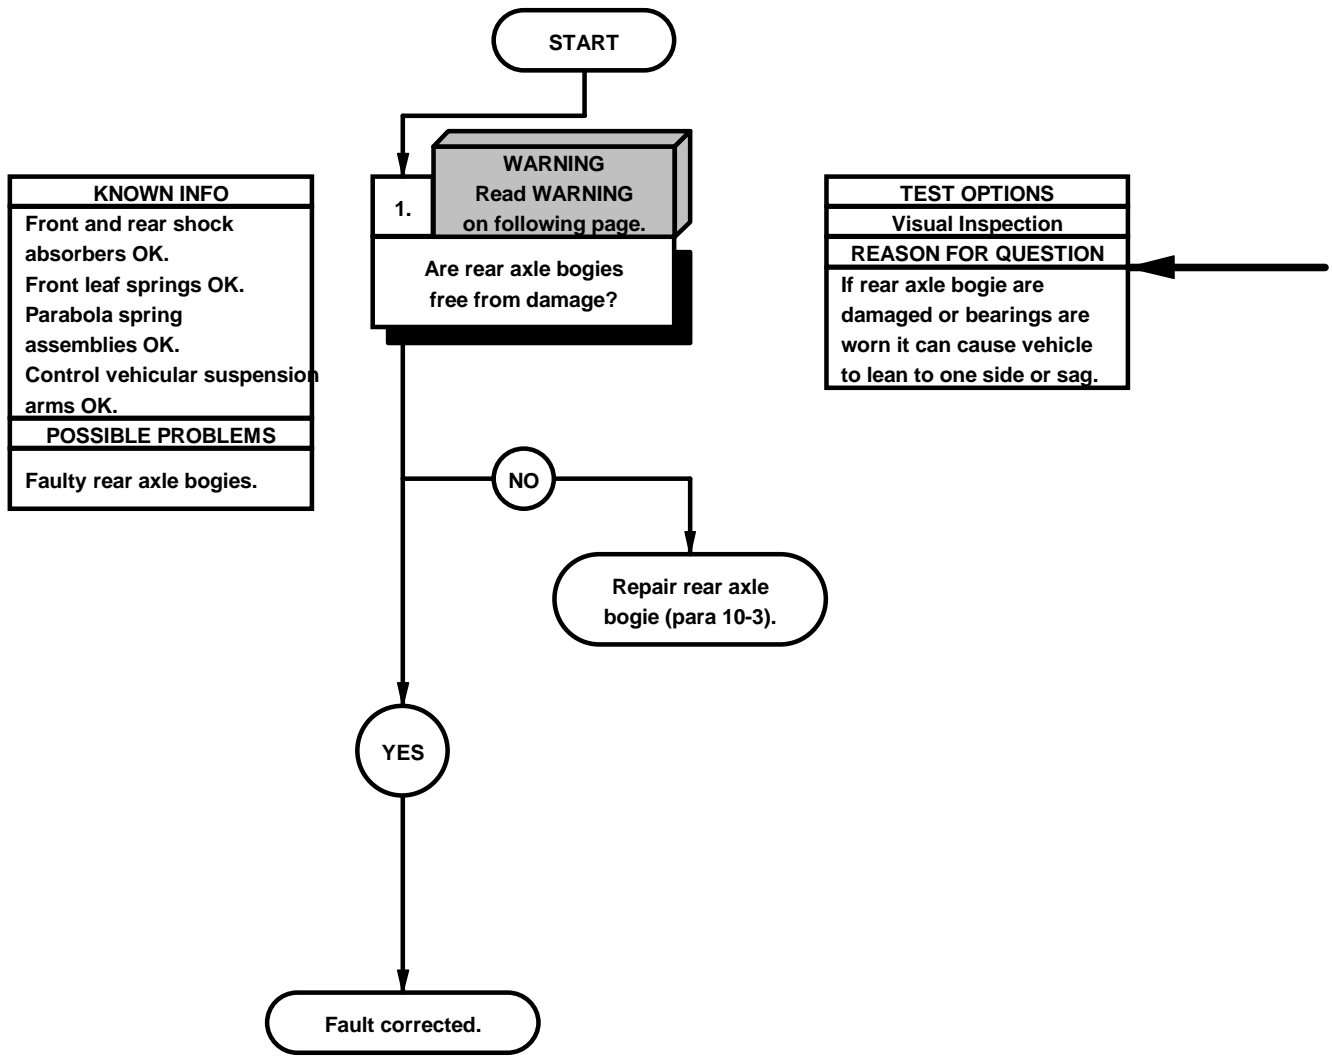 START
WARNING
Read WARNING
on following page.
1.
Are rear axle bogies
free from damage?
KNOWN INFO
Front and rear shock
absorbers OK.
Front leaf springs OK.
Parabola spring
assemblies OK.
Control vehicular suspension
arms OK.
POSSIBLE PROBLEMS
Faulty rear axle bogies.
TEST OPTIONS
Visual Inspection
REASON FOR QUESTION
If rear axle bogie are
damaged or bearings are
worn it can cause vehicle
to lean to one side or sag.
NO
Repair rear axle
bogie (para 10-3).
YES
Fault corrected.